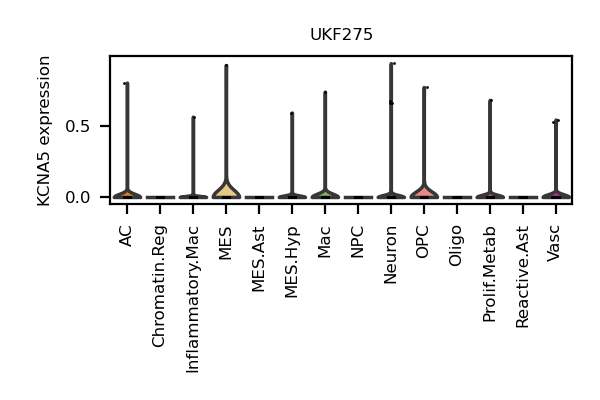 UKF275
KCNA5 expression
0.5
0.0
AC
Chromatin.Reg
Inflammatory.Mac
MES
MES.Ast
MES.Hyp
Mac
NPC
Neuron
OPC
Oligo
Prolif.Metab
Reactive.Ast
Vasc